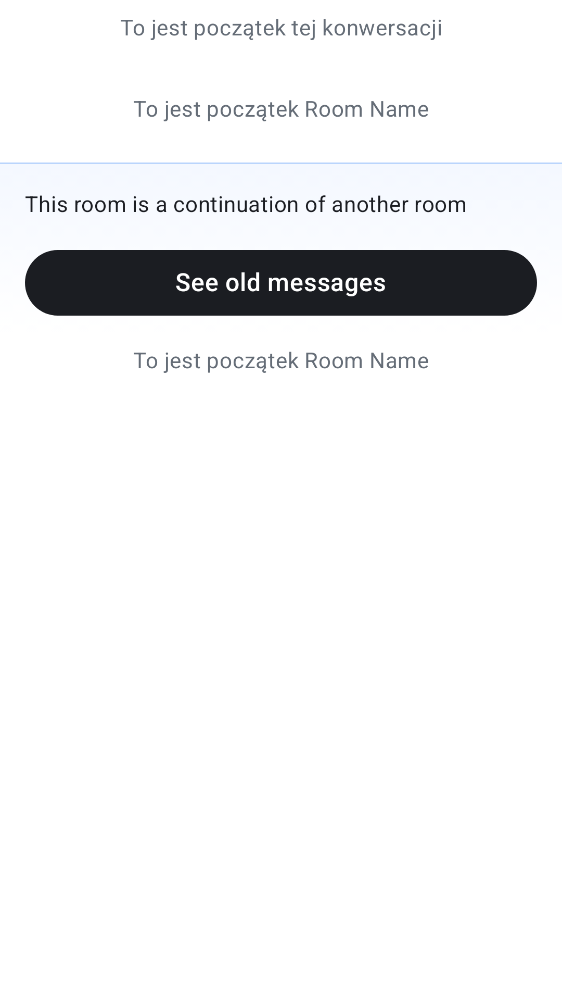 To jest początek tej konwersacji
To jest początek Room Name
This room is a continuation of another room
See old messages
To jest początek Room Name